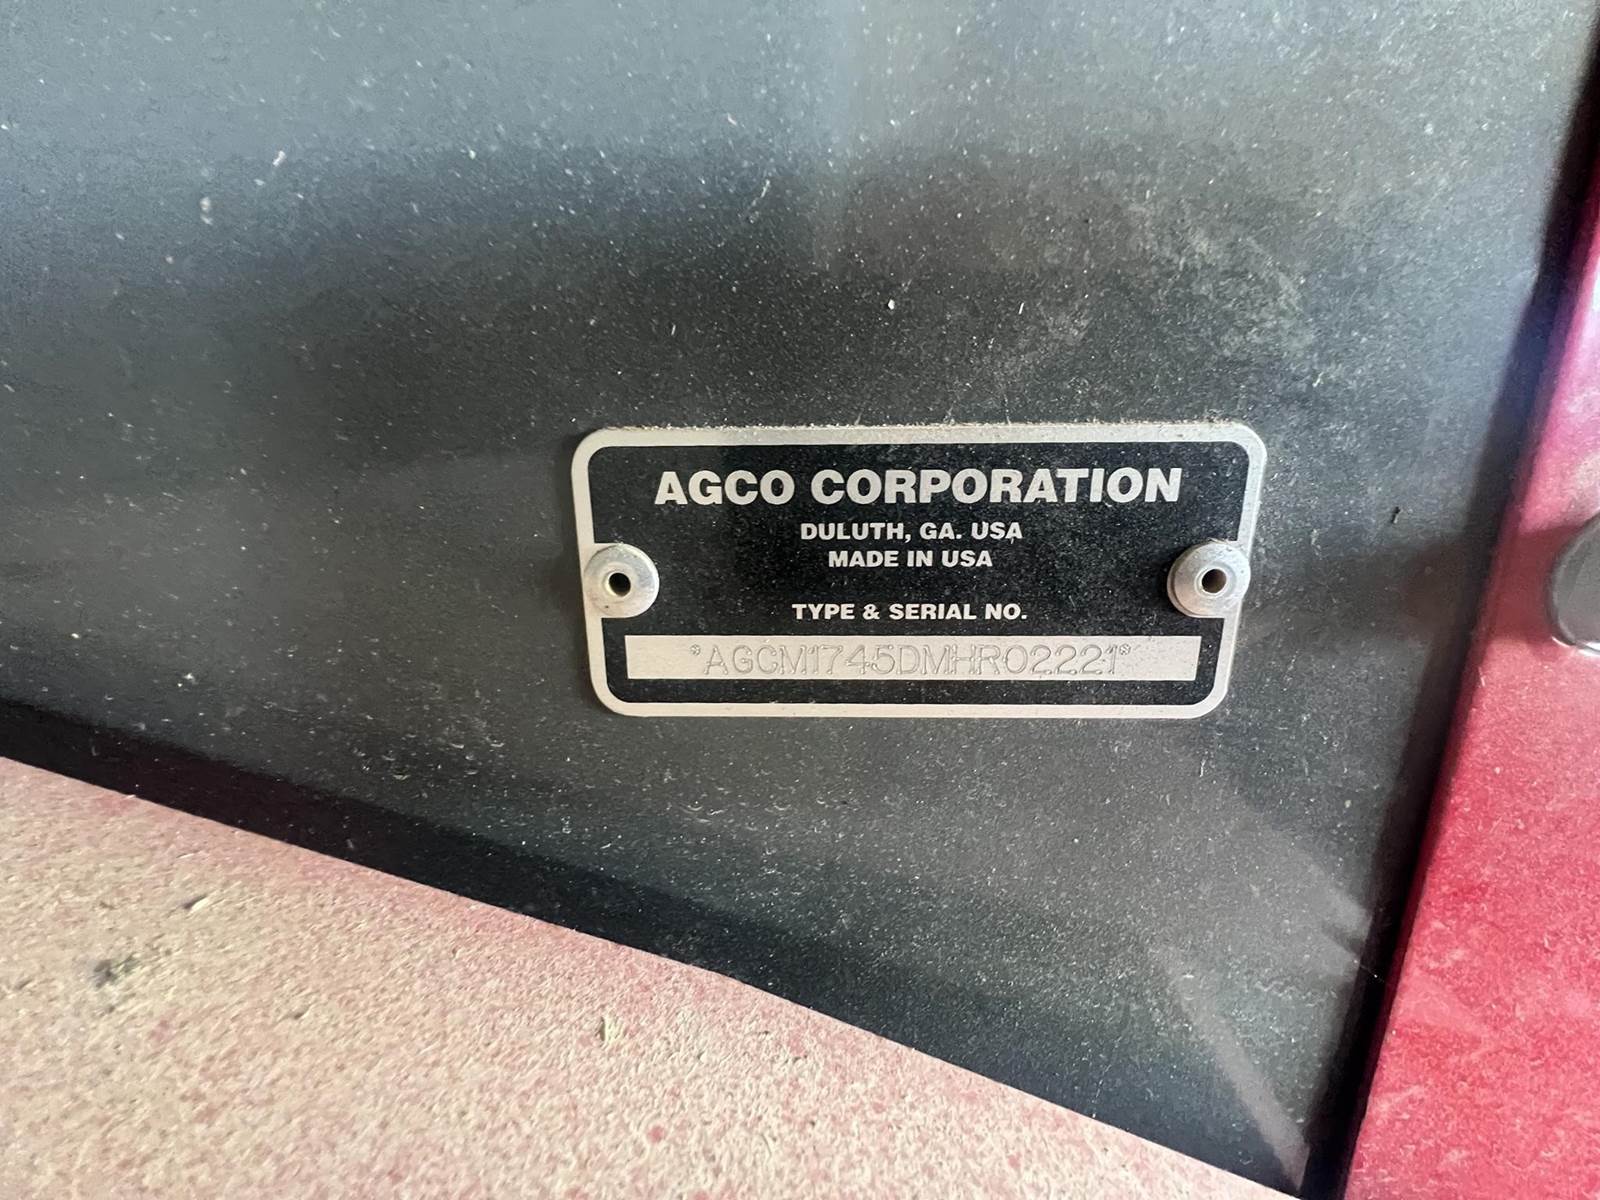 AGCO CORPORATION
DULUTH, GA. USA
MADE IN USA
TYPE & SERIAL NO.
*AGCM1745DMHR02221*